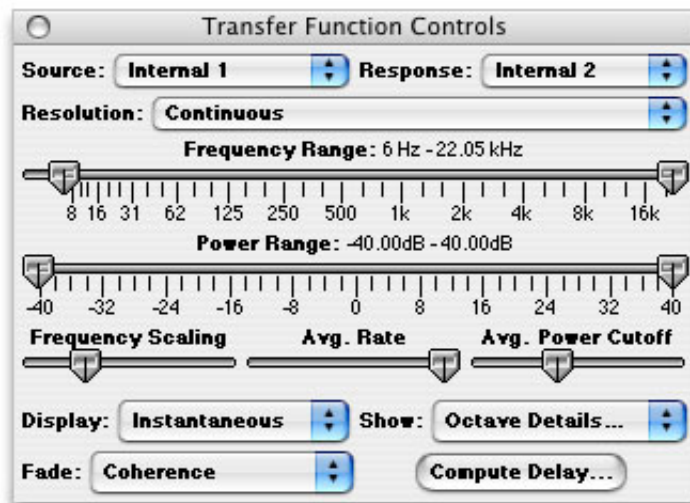 Transfer Function Controls
Source: Internal 1 Response: Internal 2
Resolution: Continuous
Frequency Range: 6 Hz -22.05 kHz
8 16 31 62 125 250 500 1k 2k 4k 8k 16k
Power Range: -40.00dB -40.00dB
-40 -32 -24 -16 -8 0 8 16 24 32 40
Frequency Scaling Avg. Rate Avg. Power Cutoff
Display: Instantaneous Show: Octave Details...
Fade: Coherence Compute Delay...